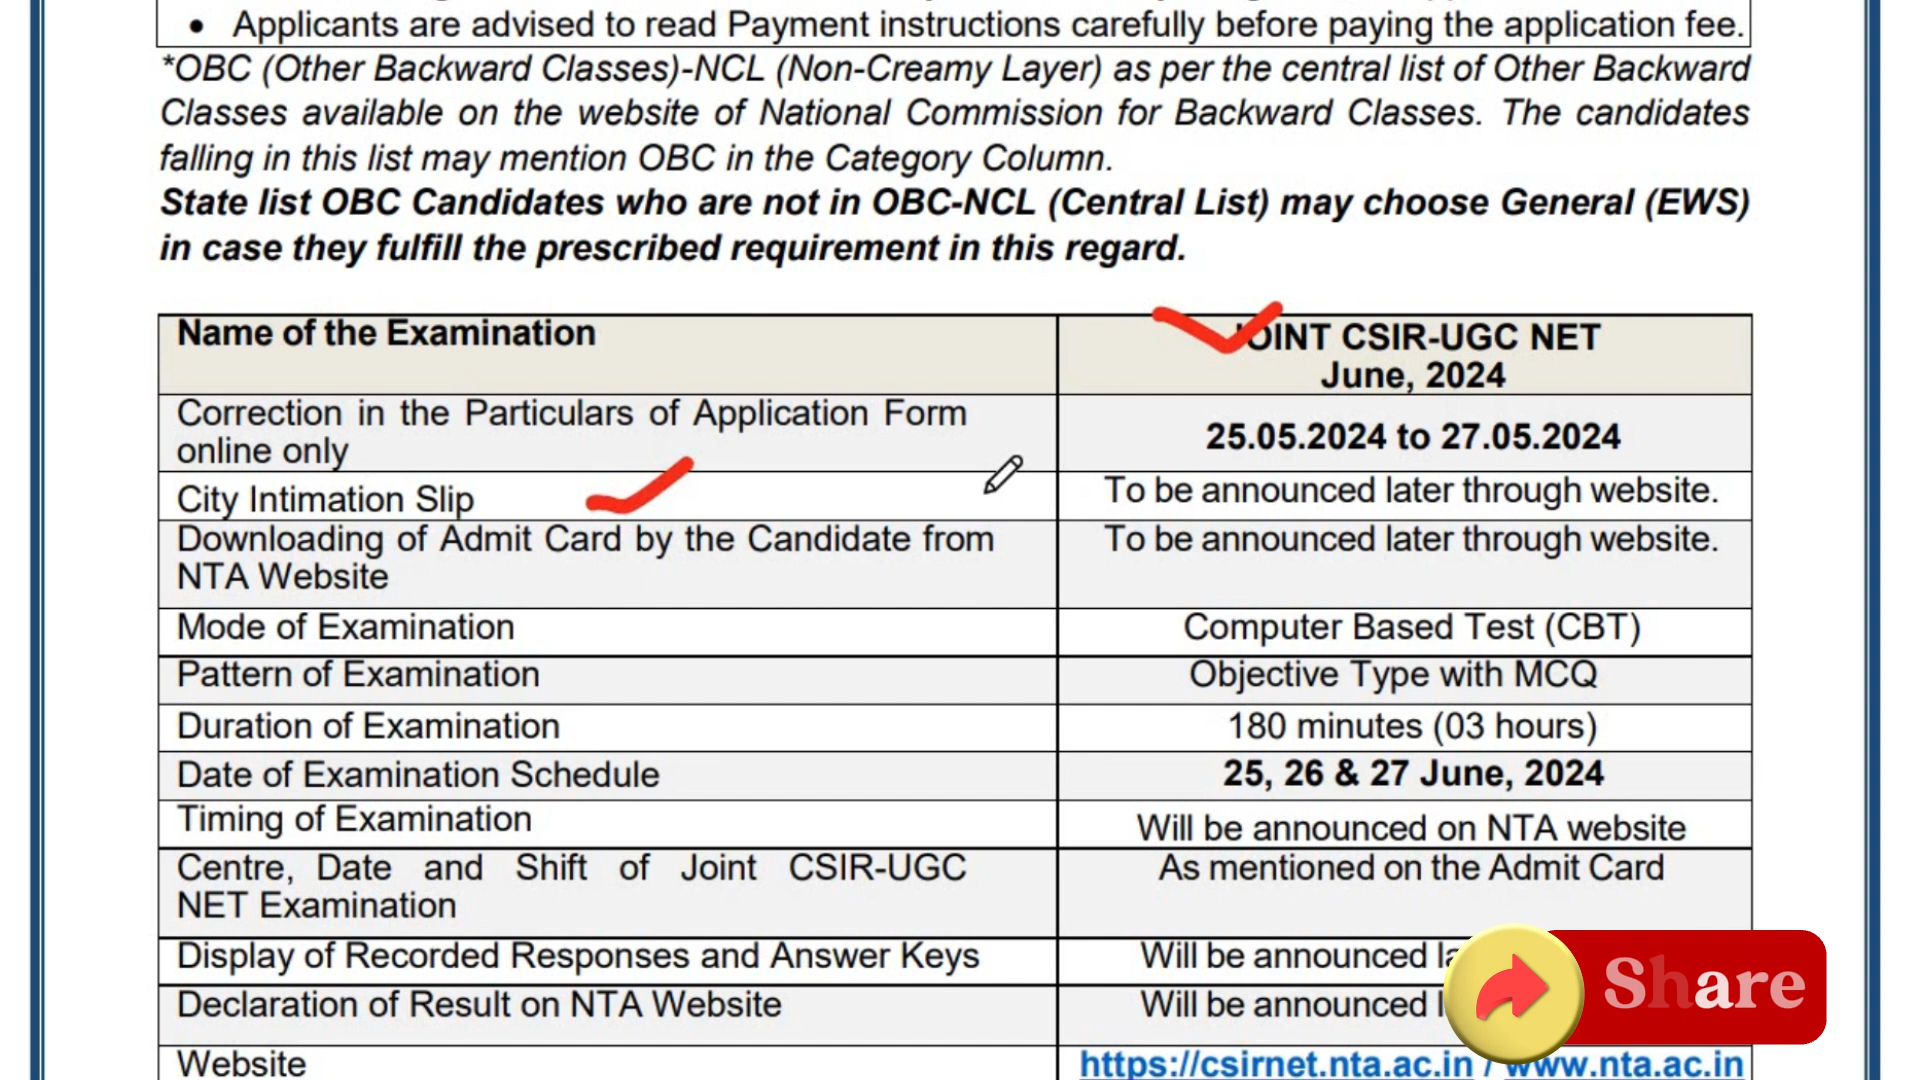 • Applicants are advised to read Payment instructions carefully before paying the application fee.
*OBC (Other Backward Classes)-NCL (Non-Creamy Layer) as per the central list of Other Backward
Classes available on the website of National Commission for Backward Classes. The candidates
falling in this list may mention OBC in the Category Column.
State list OBC Candidates who are not in OBC-NCL (Central List) may choose General (EWS)
in case they fulfill the prescribed requirement in this regard.
Name of the Examination
JOINT CSIR-UGC NET
June, 2024
Correction in the Particulars of Application Form
online only
25.05.2024 to 27.05.2024
City Intimation Slip
To be announced later through website.
Downloading of Admit Card by the Candidate from
NTA Website
To be announced later through website.
Mode of Examination
Computer Based Test (CBT)
Pattern of Examination
Objective Type with MCQ
Duration of Examination
180 minutes (03 hours)
Date of Examination Schedule
25, 26 & 27 June, 2024
Timing of Examination
Will be announced on NTA website
Centre, Date and Shift of Joint CSIR-UGC
NET Examination
As mentioned on the Admit Card
Display of Recorded Responses and Answer Keys
Will be announced
Declaration of Result on NTA Website
Will be announced
Share
Website
https://csirnet.nta.ac.in / www.nta.ac.in